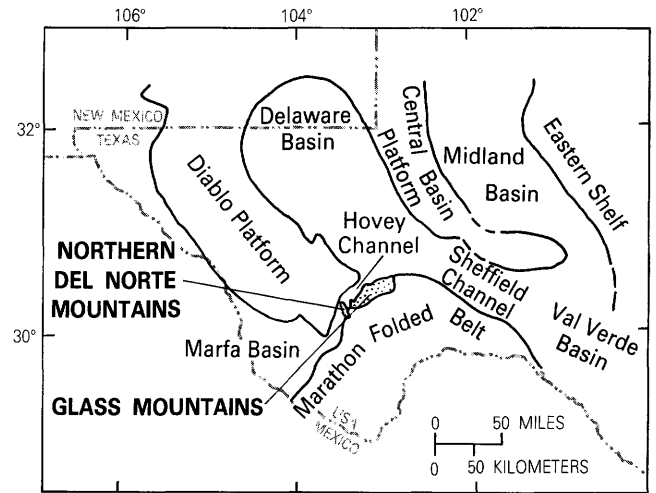 106°
104°
102°
NEW MEXICO
TEXAS
32°
30°
Delaware
Basin
Central Basin
Platform
Midland
Basin
Eastern Shelf
Diablo Platform
Hovey
Channel
NORTHERN
DEL NORTE
MOUNTAINS
Sheffield
Channel
Val Verde
Basin
Marfa Basin
Marathon Folded Belt
GLASS MOUNTAINS
USA
MEXICO
0 50 MILES
0 50 KILOMETERS